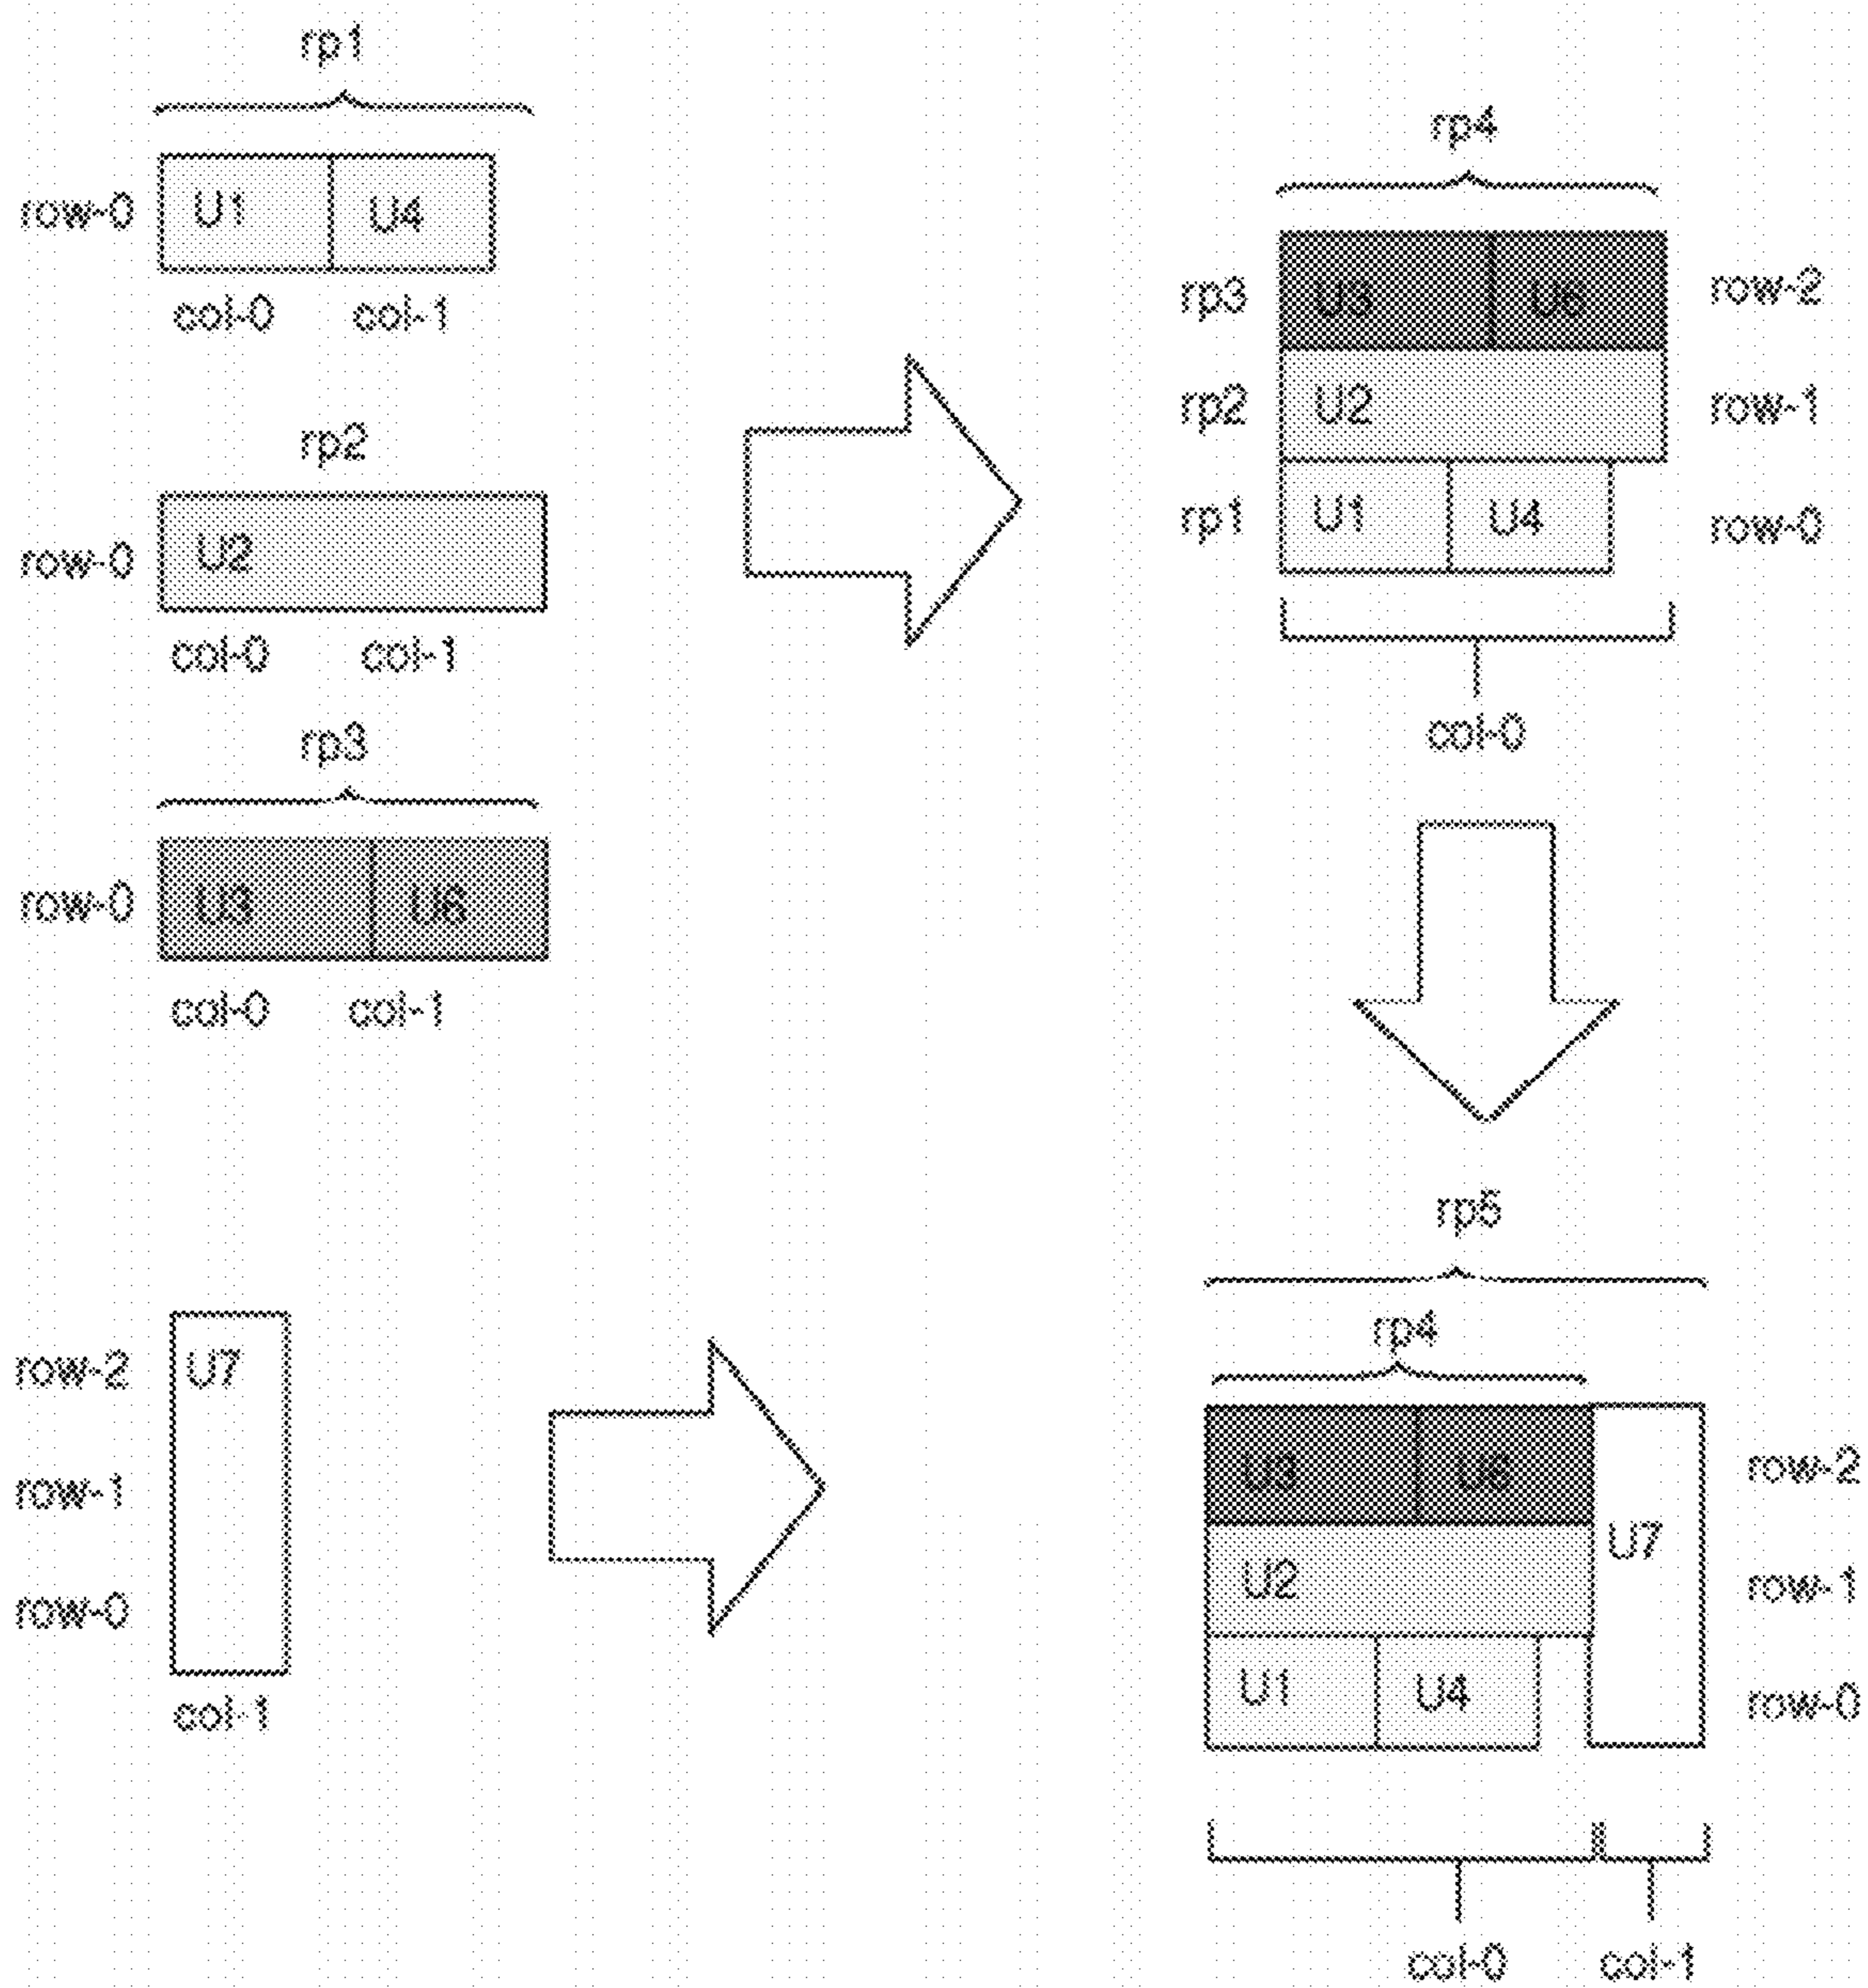 rp1
row-0 U1 U4
col-0 col-1
rp2
row-0 U2
col-0 col-1
rp3
row-0 U3 U6
col-0 col-1
rp4
rp3 U3 U6 row-2
rp2 U2 row-1
rp1 U1 U4 row-0
col-0
row-2 U7
row-1
row-0
col-1
rp5
rp4
U3 U6 row-2
U7
U2 row-1
U1 U4 row-0
col-0 col-1